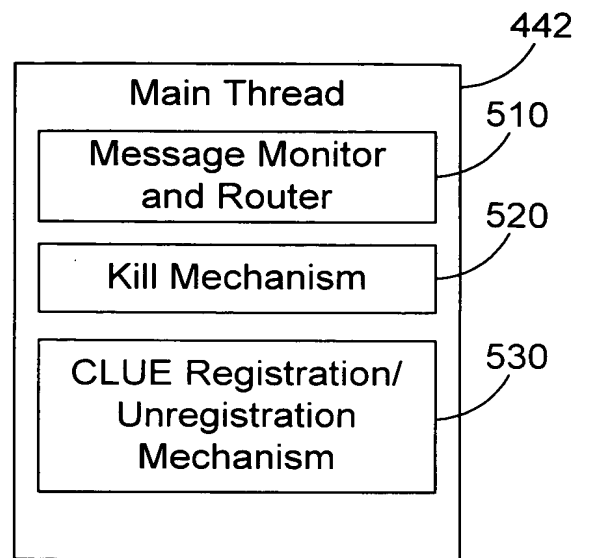 442
Main Thread
510
Message Monitor
and Router
520
Kill Mechanism
530
CLUE Registration/
Unregistration
Mechanism